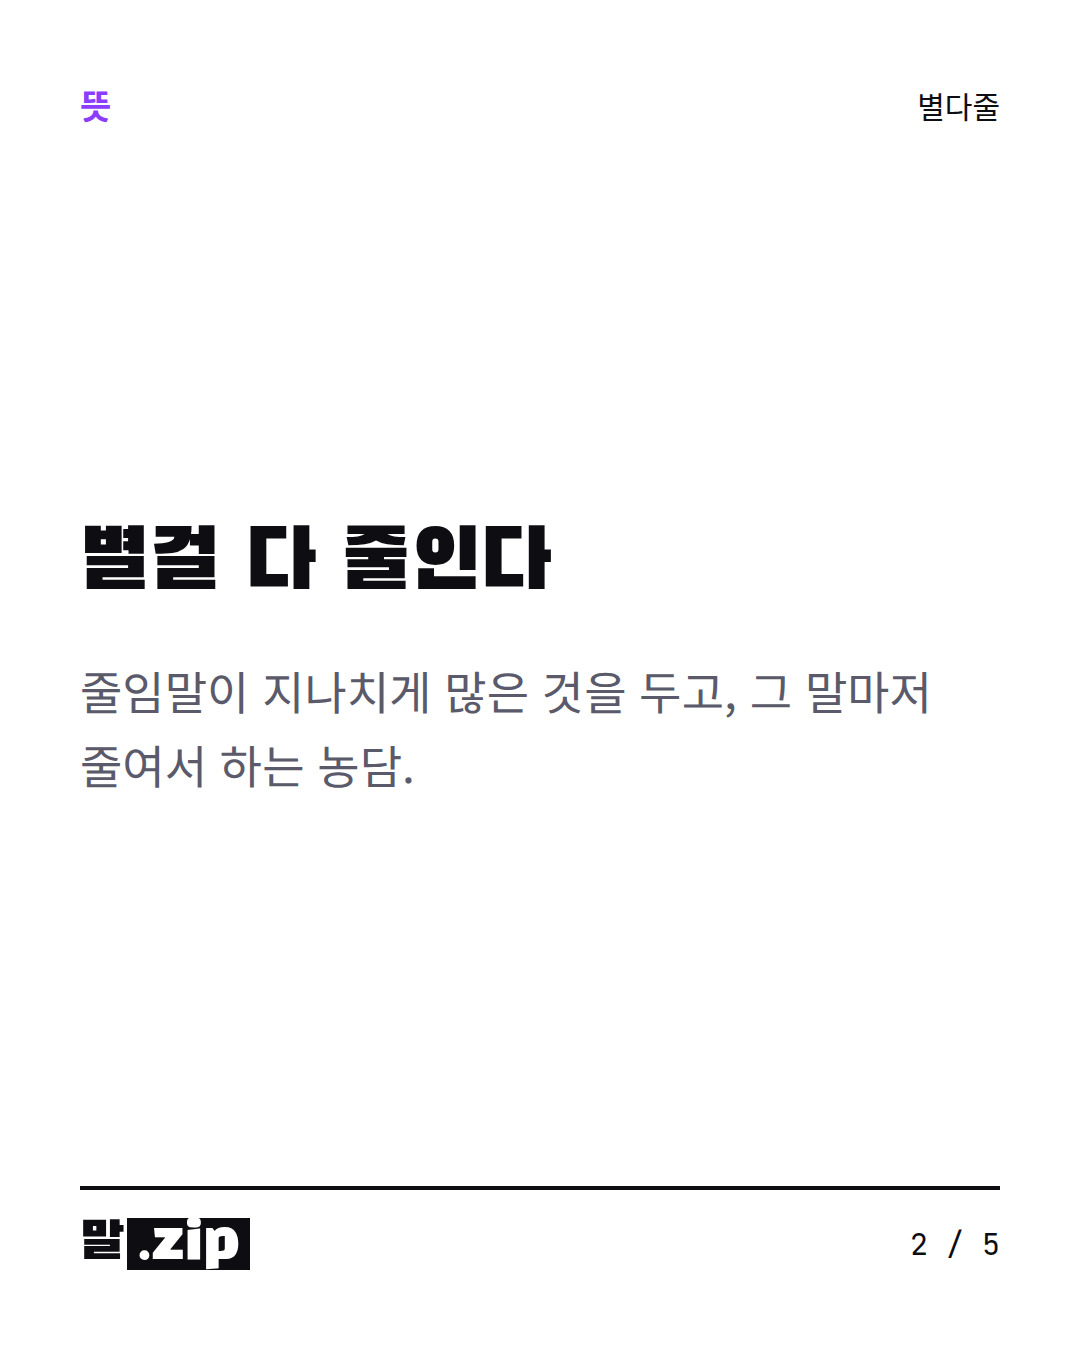 뜻
별다줄
별걸 다 줄인다
줄임말이 지나치게 많은 것을 두고, 그 말마저
줄여서 하는 농담.
말.zip
2 / 5